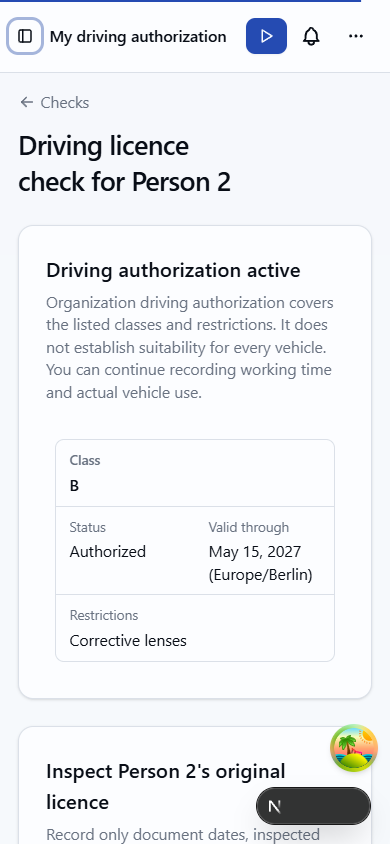 My driving authorization
Checks
Driving licence
check for Person 2
Driving authorization active
Organization driving authorization covers
the listed classes and restrictions. It does
not establish suitability for every vehicle.
You can continue recording working time
and actual vehicle use.
Class
B
Status
Authorized
Valid through
May 15, 2027
(Europe/Berlin)
Restrictions
Corrective lenses
Inspect Person 2's original
licence
N
Record only document dates, inspected